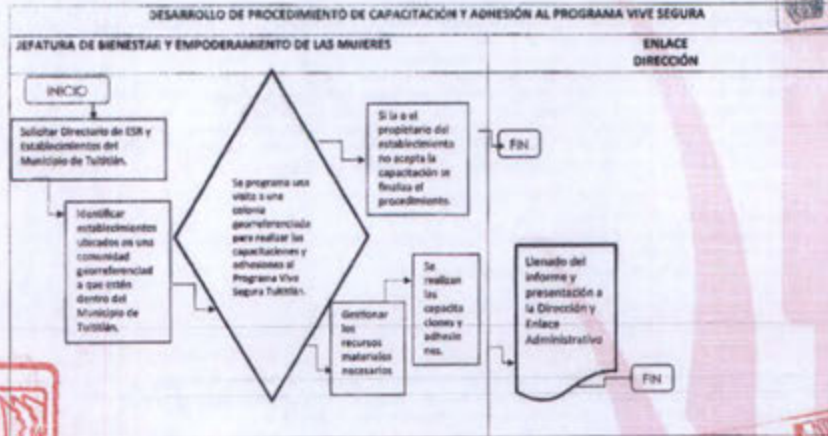 DESARROLLO DE PROCEDIMIENTO DE CAPACITACIÓN Y ADHESIÓN AL PROGRAMA VIVE SEGURA
JEFATURA DE BIENESTAR Y EMPODERAMIENTO DE LAS MUJERES
ENLACE
DIRECCIÓN
INICIO
Solicitar Directorio de ESR y
Establecimientos del
Municipio de Tultitlán.
Identificar
establecimientos
ubicados en una
comunidad
georreferenciad
a que estén
dentro del
Municipio de
Tultitlán.
Se programa una
visita a una
colonia
georreferenciada
para realizar las
capacitaciones y
adhesiones al
Programa Vive
Segura Tultitlán.
Si la o el
propietario del
establecimiento
no acepta la
capacitación se
finaliza el
procedimiento.
FIN
Gestionar
los
recursos
materiales
necesarios
Se
realizan
las
capacita
ciones y
adhesio
nes.
Llenado del
informe y
presentación a
la Dirección y
Enlace
Administrativo
FIN